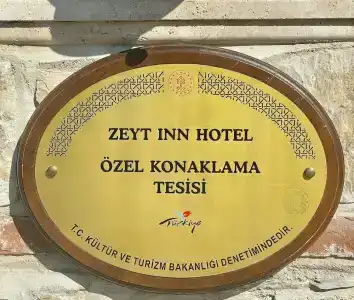 ZEYT INN HOTEL
ÖZEL KONAKLAMA
TESİSİ
Türkiye
T.C. KÜLTÜR VE TURİZM BAKANLIĞI DENETİMİNDEDİR.